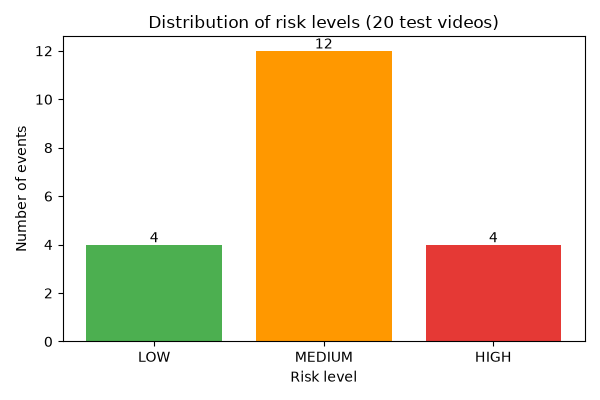 Distribution of risk levels (20 test videos)
12
10
8
6
4
2
0
Number of events
4
12
4
LOW
MEDIUM
HIGH
Risk level